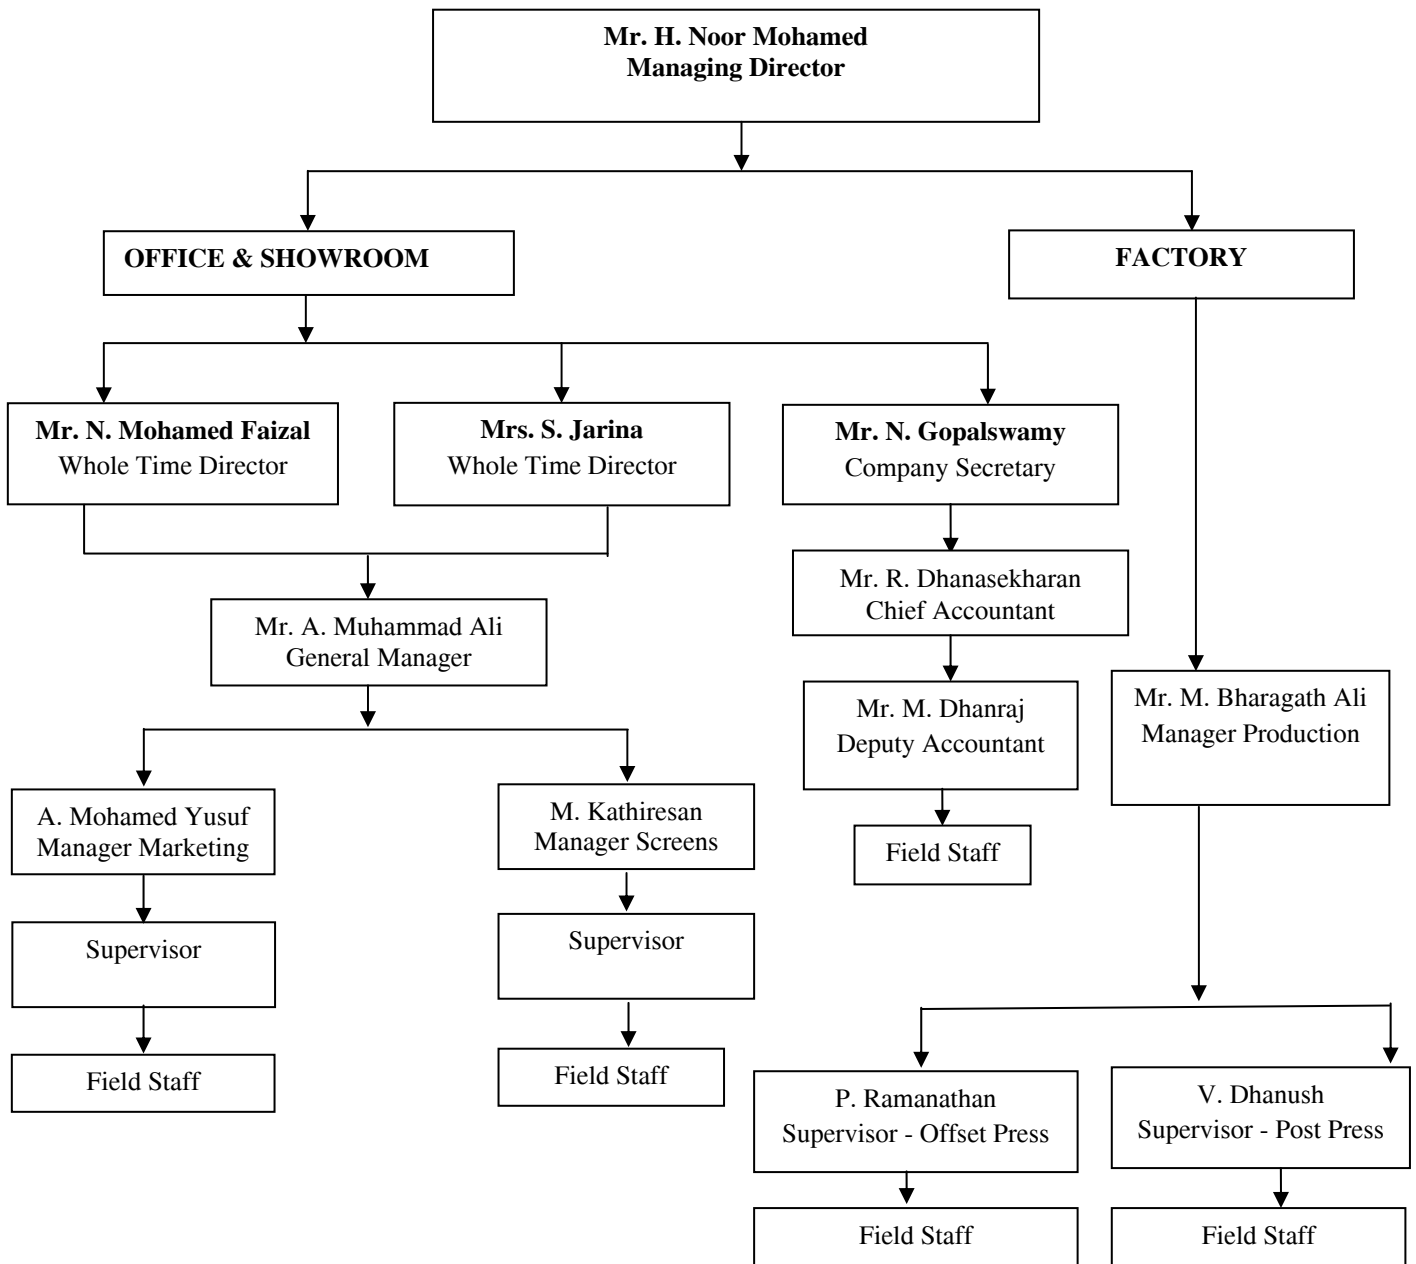 Mr. H. Noor Mohamed
Managing Director
OFFICE & SHOWROOM
FACTORY
Mr. N. Mohamed Faizal
Whole Time Director
Mrs. S. Jarina
Whole Time Director
Mr. N. Gopalswamy
Company Secretary
Mr. R. Dhanasekharan
Chief Accountant
Mr. A. Muhammad Ali
General Manager
Mr. M. Dhanraj
Deputy Accountant
Mr. M. Bharagath Ali
Manager Production
A. Mohamed Yusuf
Manager Marketing
M. Kathiresan
Manager Screens
Field Staff
Supervisor
Supervisor
Field Staff
Field Staff
P. Ramanathan
Supervisor - Offset Press
V. Dhanush
Supervisor - Post Press
Field Staff
Field Staff